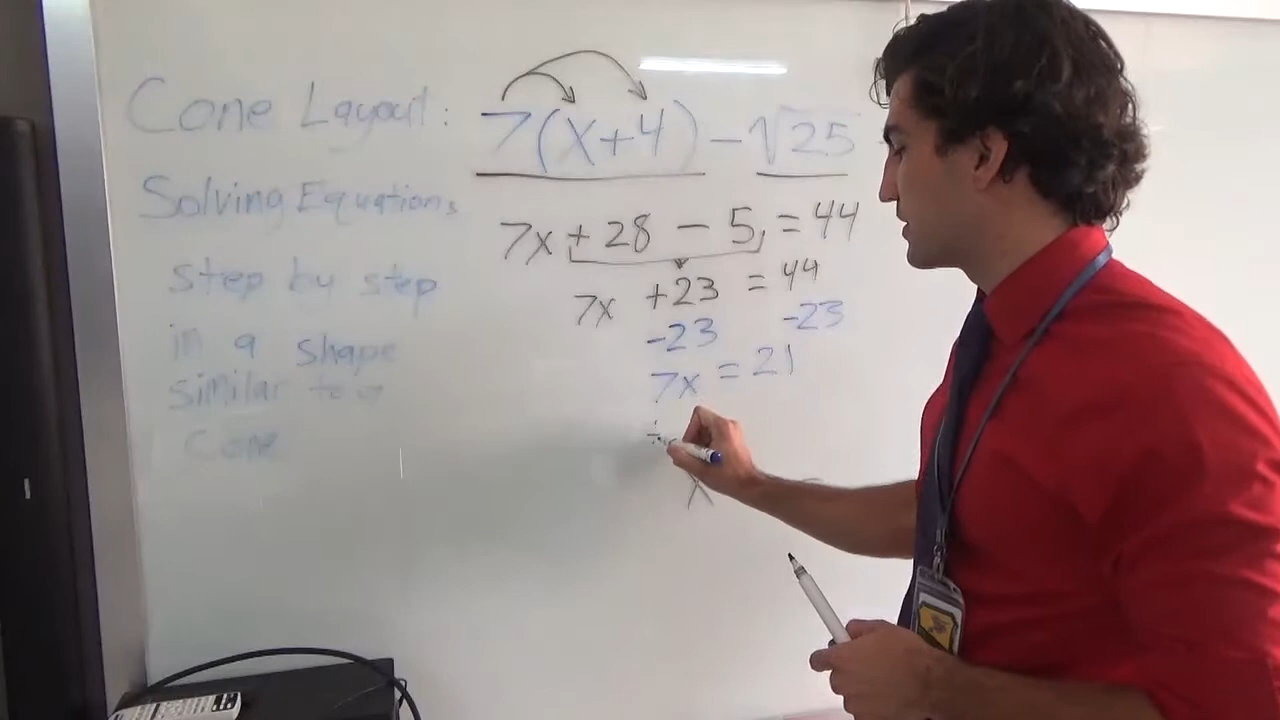 Cone Layout:
Solving Equations
step by step
in a shape
similar to a
cone
7(x+4) - √25
7x + 28 - 5 = 44
7x +23 = 44
-23 -23
7x = 21
÷
x